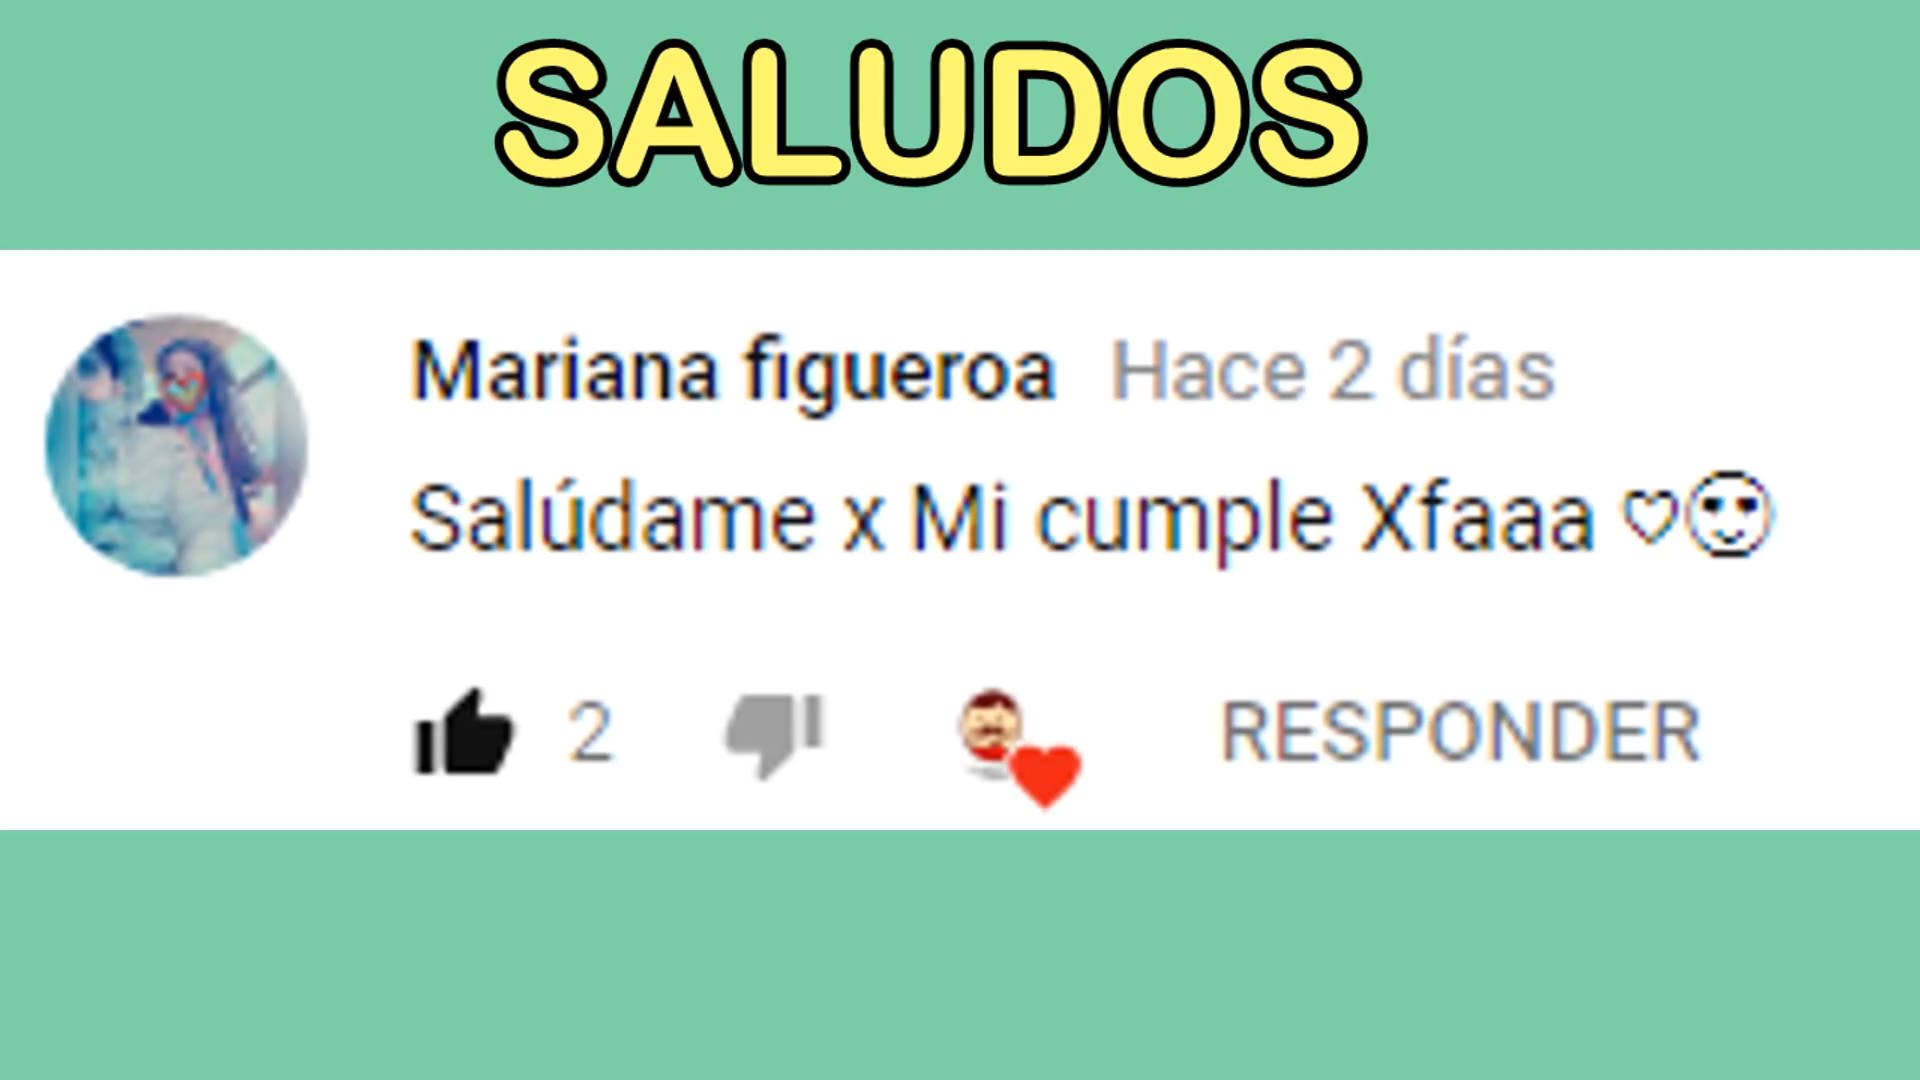 SALUDOS
Mariana figueroa Hace 2 días
Salúdame x Mi cumple Xfaaa ♡😍
2 RESPONDER